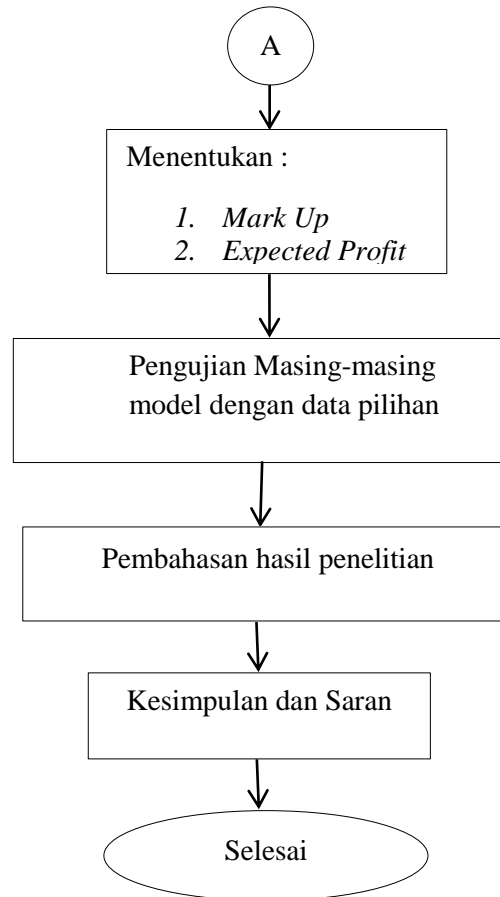 A
Menentukan :
1. Mark Up
2. Expected Profit
Pengujian Masing-masing
model dengan data pilihan
Pembahasan hasil penelitian
Kesimpulan dan Saran
Selesai